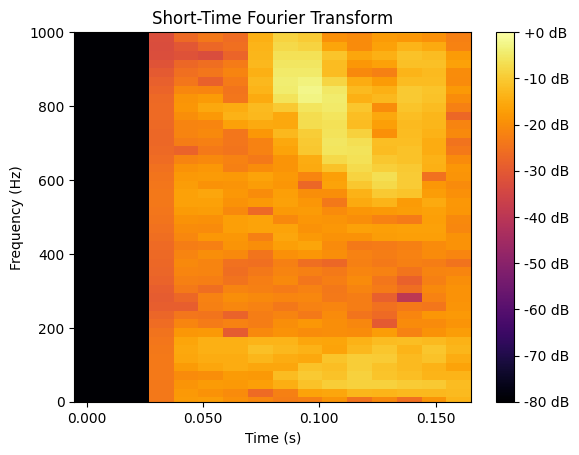 Short-Time Fourier Transform
1000
800
600
400
200
0
Frequency (Hz)
0.000
0.050
0.100
0.150
Time (s)
+0 dB
-10 dB
-20 dB
-30 dB
-40 dB
-50 dB
-60 dB
-70 dB
-80 dB